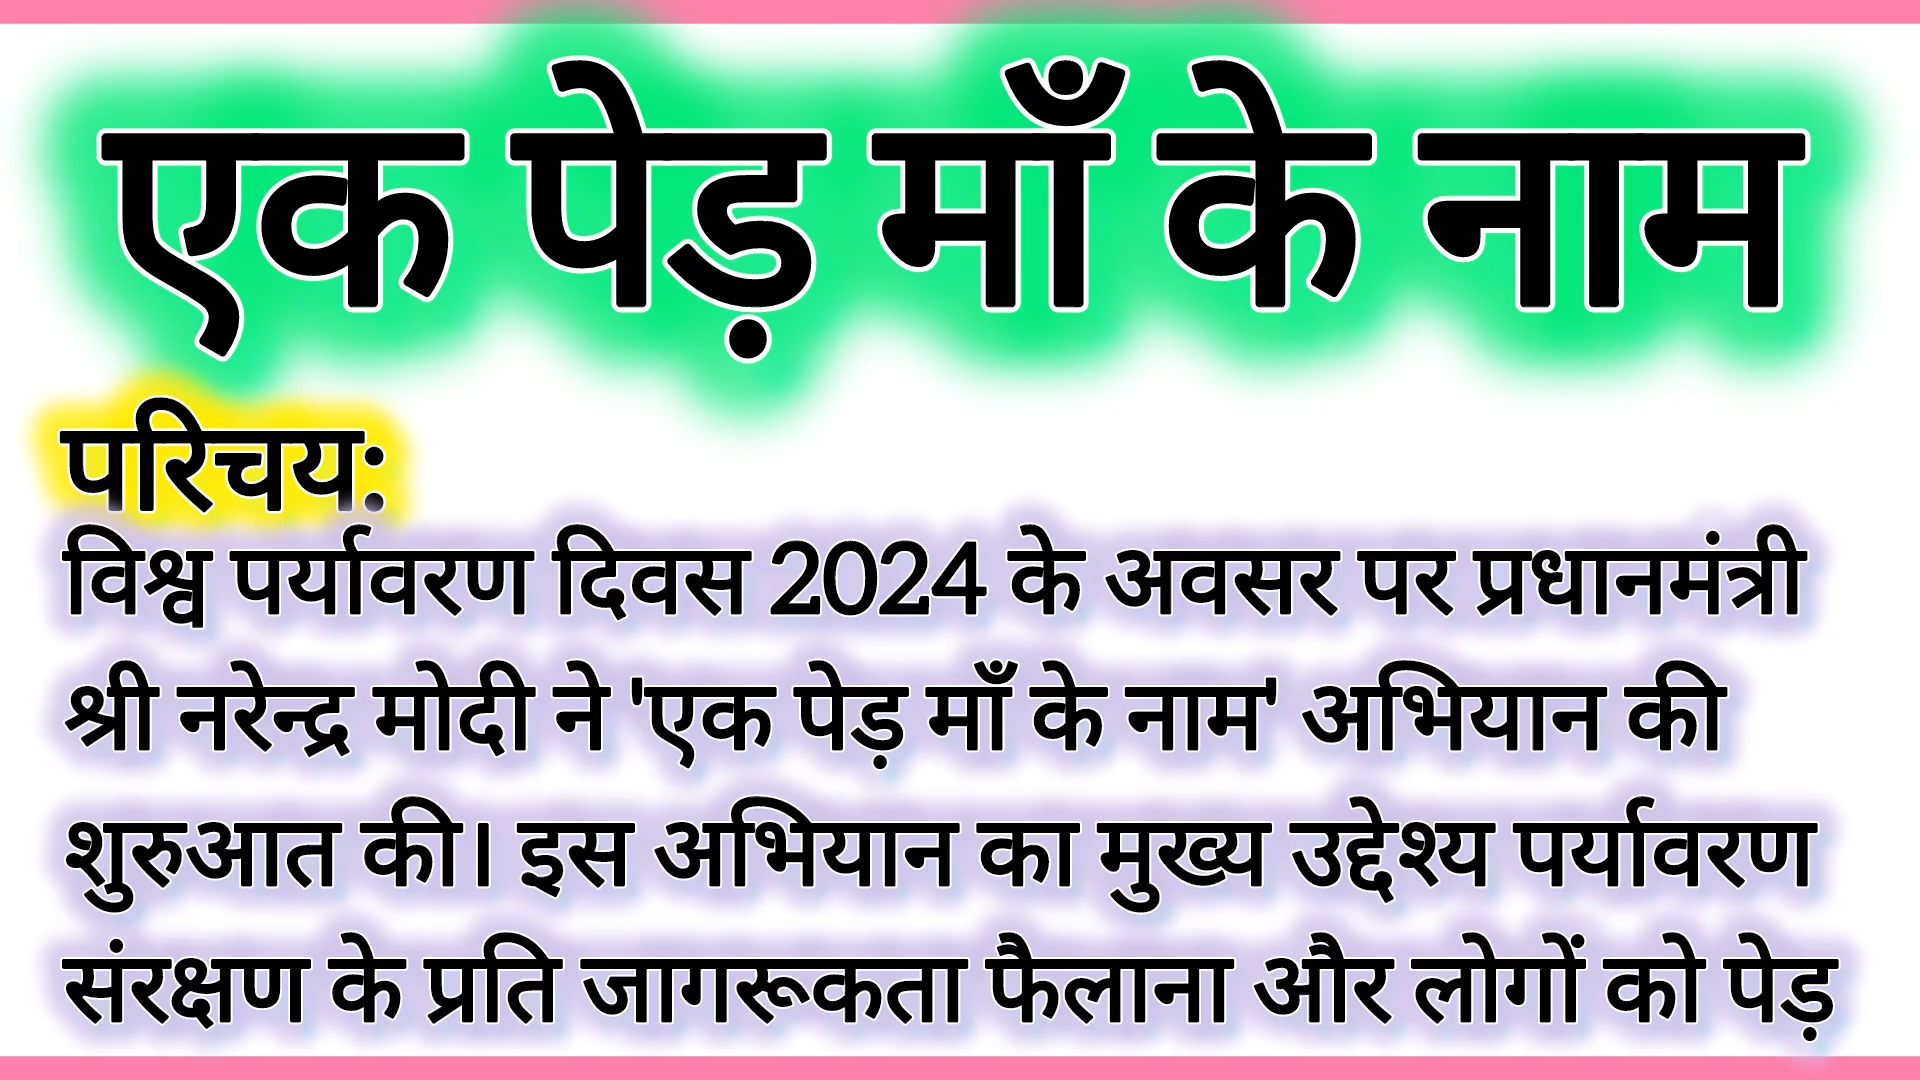 एक पेड़ माँ के नाम
परिचय:
विश्व पर्यावरण दिवस 2024 के अवसर पर प्रधानमंत्री
श्री नरेन्द्र मोदी ने 'एक पेड़ माँ के नाम' अभियान की
शुरुआत की। इस अभियान का मुख्य उद्देश्य पर्यावरण
संरक्षण के प्रति जागरूकता फैलाना और लोगों को पेड़